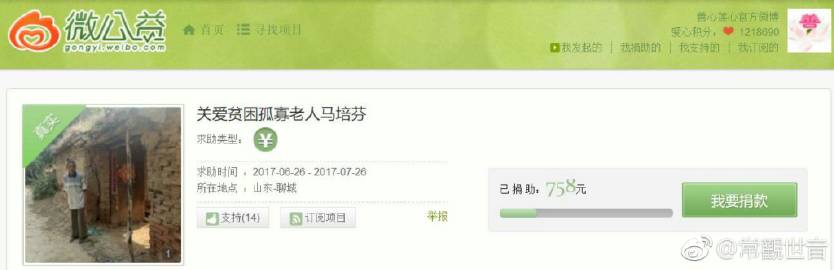 微公益
gongyi.weibo.com
首页 寻找项目
善心莲心官方微博
爱心积分：1218690
我发起的 | 我捐助的 | 我支持的 | 我订阅的
善
真实
关爱贫困孤寡老人马培芬
求助类型：¥
求助时间：2017-06-26 - 2017-07-26
所在地点：山东-聊城
支持(14) 订阅项目 举报
1
已捐助：758元
我要捐款
@常觀世音